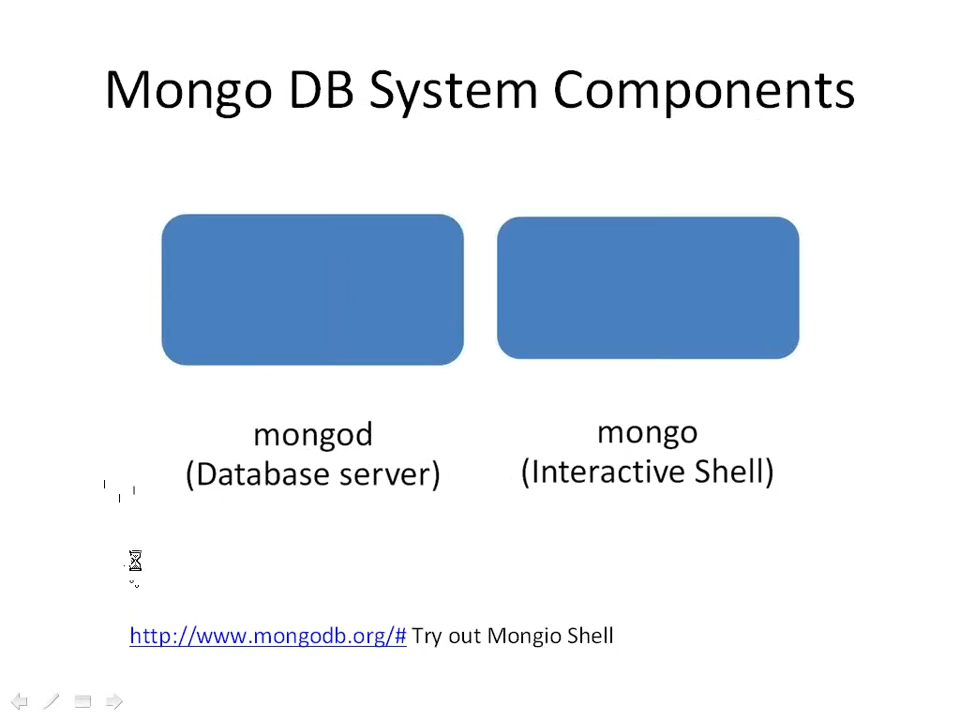 Mongo DB System Components
mongod
(Database server)
mongo
(Interactive Shell)
http://www.mongodb.org/# Try out Mongio Shell